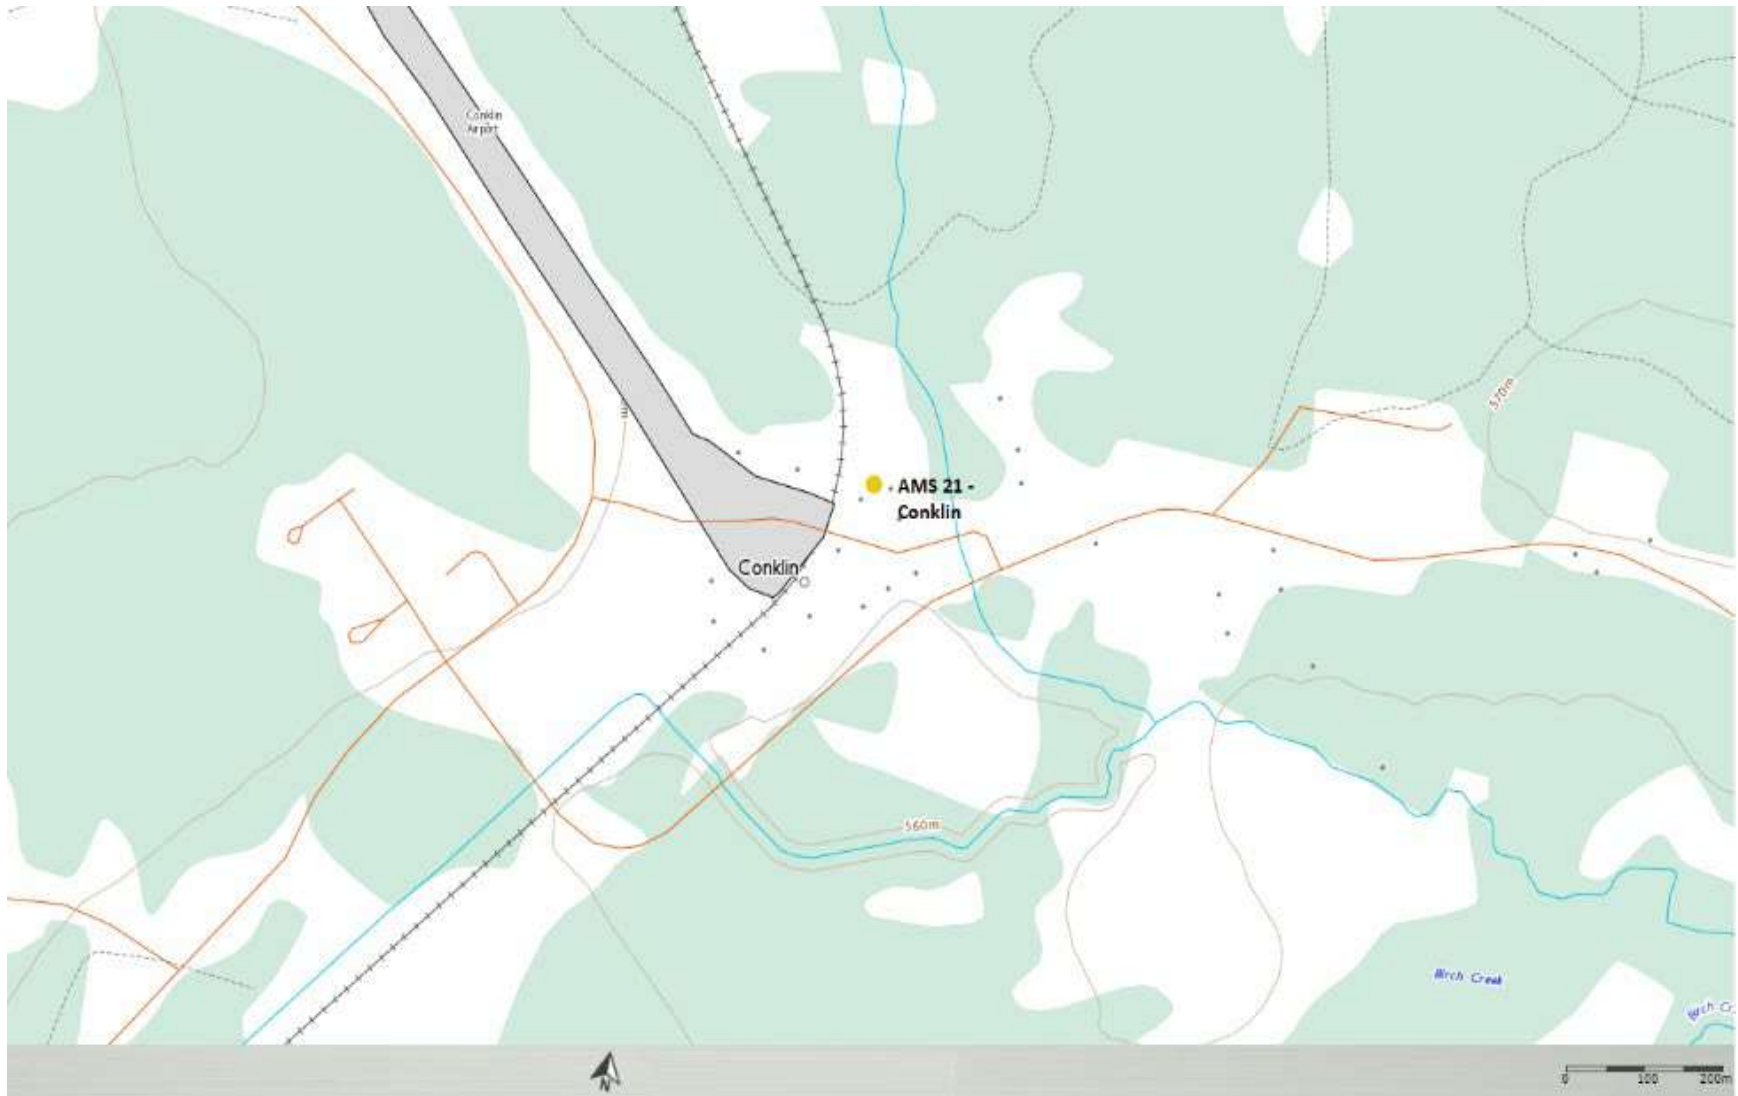 Conklin
Airport
570m
AMS 21 -
Conklin
Conklin
560m
Birch Creek
N
0 100 200m